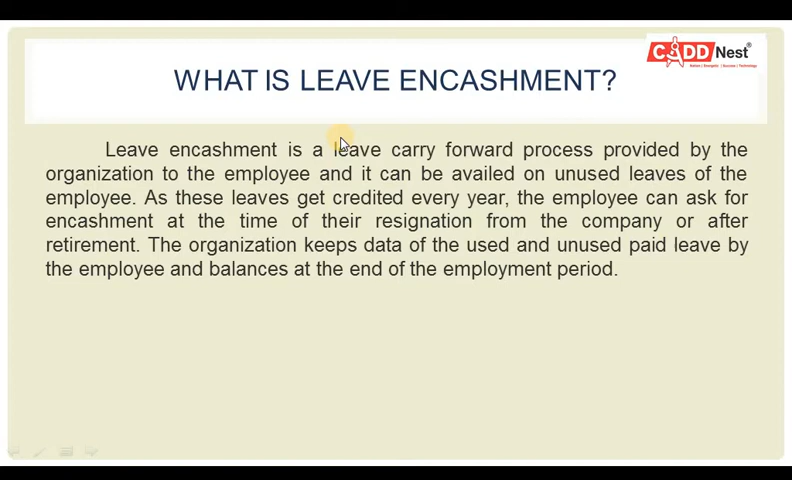 CADD Nest®
WHAT IS LEAVE ENCASHMENT?
Leave encashment is a leave carry forward process provided by the
organization to the employee and it can be availed on unused leaves of the
employee. As these leaves get credited every year, the employee can ask for
encashment at the time of their resignation from the company or after
retirement. The organization keeps data of the used and unused paid leave by
the employee and balances at the end of the employment period.